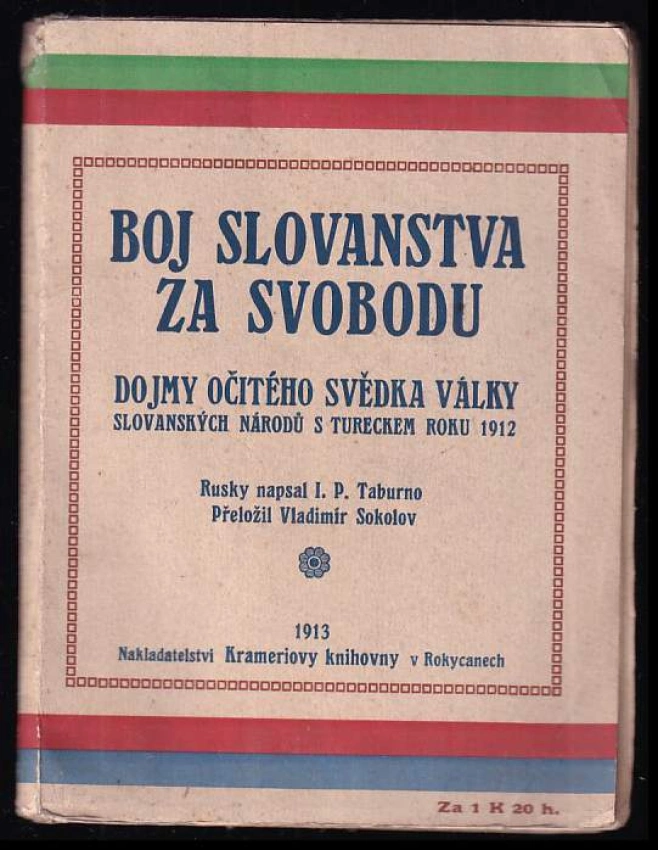 BOJ SLOVANSTVA
ZA SVOBODU
DOJMY OČITÉHO SVĚDKA VÁLKY
SLOVANSKÝCH NÁRODŮ S TURECKEM ROKU 1912
Rusky napsal I. P. Taburno
Přeložil Vladimír Sokolov
1913
Nakladatelství Krameriovy knihovny v Rokycanech
Za 1 K 20 h.